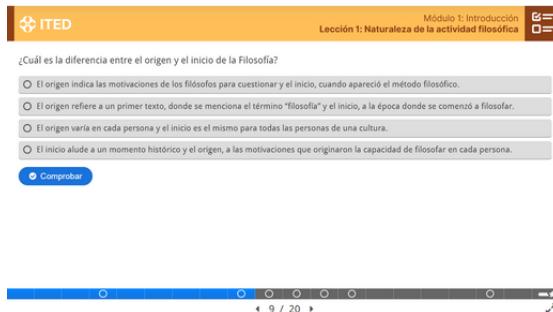 ITED
Módulo 1: Introducción
Lección 1: Naturaleza de la actividad filosófica
¿Cuál es la diferencia entre el origen y el inicio de la Filosofía?
El origen indica las motivaciones de los filósofos para cuestionar y el inicio, cuando apareció el método filosófico.
El origen refiere a un primer texto, donde se menciona el término "filosofía" y el inicio, a la época donde se comenzó a filosofar.
El origen varía en cada persona y el inicio es el mismo para todas las personas de una cultura.
El inicio alude a un momento histórico y el origen, a las motivaciones que originaron la capacidad de filosofar en cada persona.
Comprobar
9 / 20